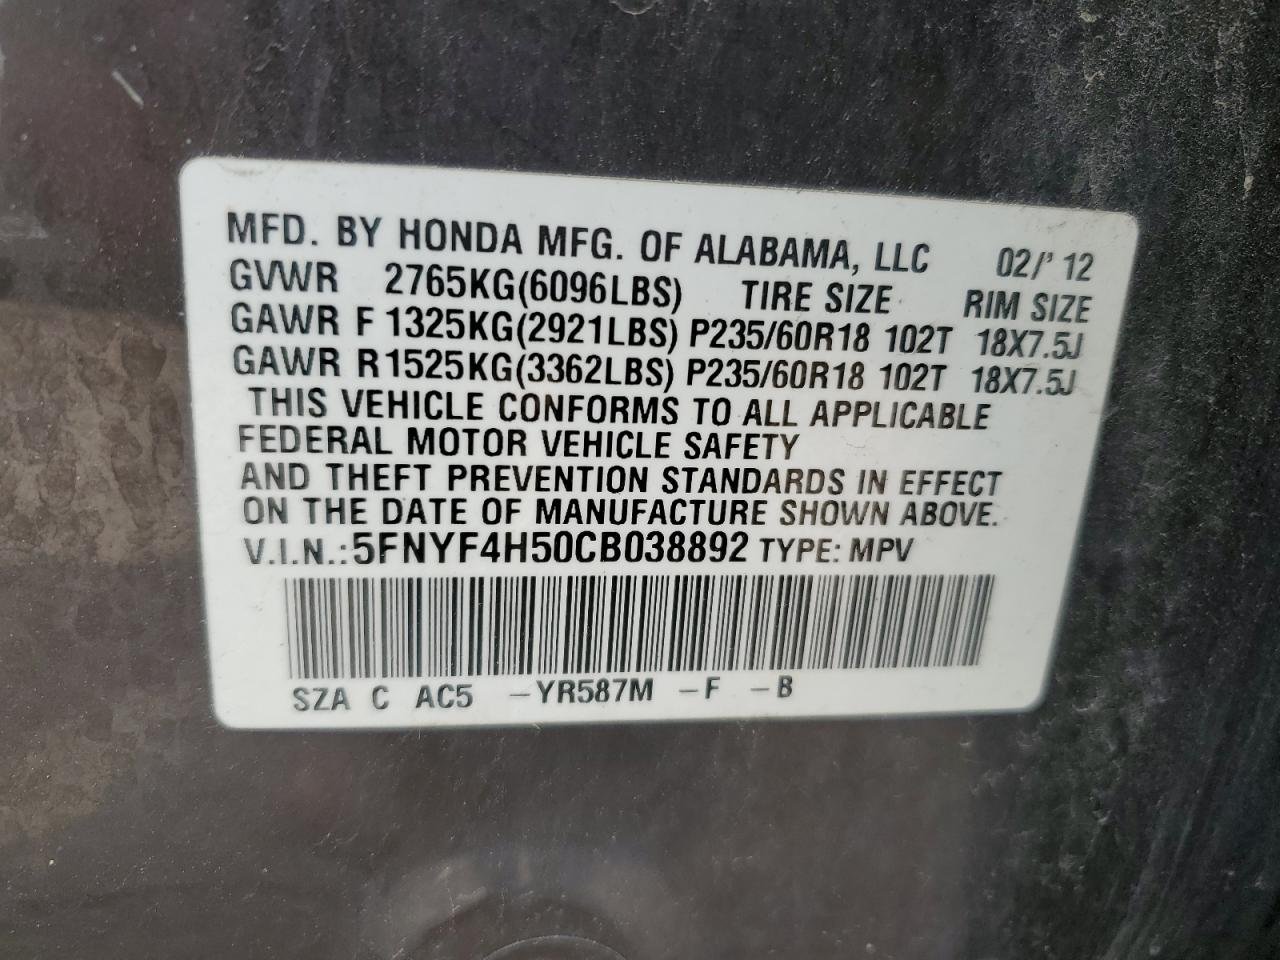 MFD. BY HONDA MFG. OF ALABAMA, LLC 02/' 12
GVWR 2765KG(6096LBS) TIRE SIZE RIM SIZE
GAWR F 1325KG(2921LBS) P235/60R18 102T 18X7.5J
GAWR R 1525KG(3362LBS) P235/60R18 102T 18X7.5J
THIS VEHICLE CONFORMS TO ALL APPLICABLE
FEDERAL MOTOR VEHICLE SAFETY
AND THEFT PREVENTION STANDARDS IN EFFECT
ON THE DATE OF MANUFACTURE SHOWN ABOVE.
V.I.N.: 5FNYF4H50CB038892 TYPE: MPV
SZA C AC5 -YR587M -F -B